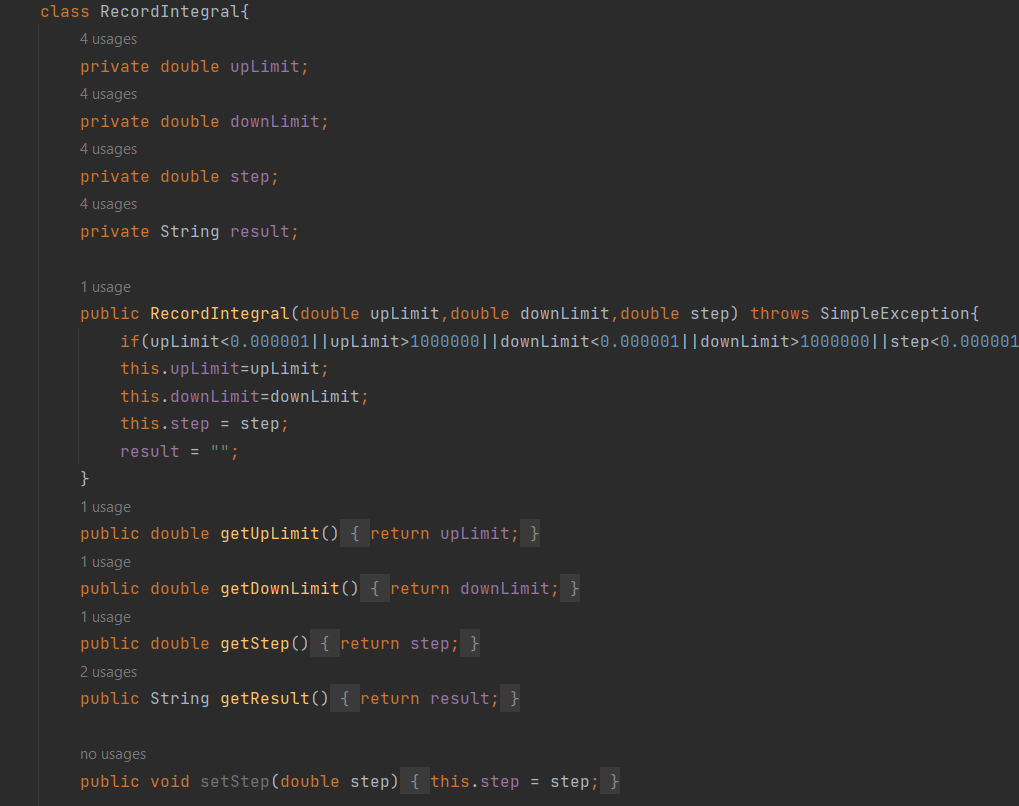 class RecordIntegral{
4 usages
private double upLimit;
4 usages
private double downLimit;
4 usages
private double step;
4 usages
private String result;
1 usage
public RecordIntegral(double upLimit,double downLimit,double step) throws SimpleException{
if(upLimit<0.000001||upLimit>1000000||downLimit<0.000001||downLimit>1000000||step<0.000001
this.upLimit=upLimit;
this.downLimit=downLimit;
this.step = step;
result = "";
}
1 usage
public double getUpLimit() { return upLimit; }
1 usage
public double getDownLimit() { return downLimit; }
1 usage
public double getStep() { return step; }
2 usages
public String getResult() { return result; }
no usages
public void setStep(double step) { this.step = step; }